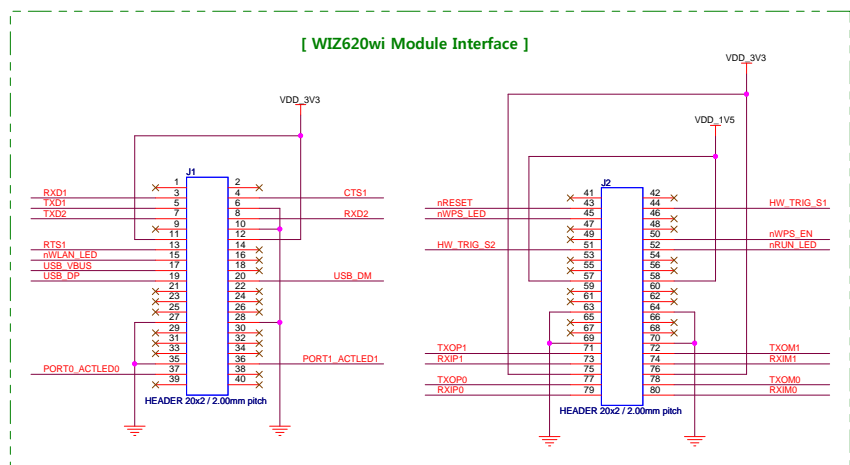 [ WIZ620wi Module Interface ]
VDD_3V3
VDD_3V3
VDD_1V5
J1
1 2
RXD1 3 4 CTS1
TXD1 5 6
TXD2 7 8 RXD2
9 10
11 12
RTS1 13 14
nWLAN_LED 15 16
USB_VBUS 17 18
USB_DP 19 20 USB_DM
21 22
23 24
25 26
27 28
29 30
31 32
33 34
35 36 PORT1_ACTLED1
PORT0_ACTLED0 37 38
39 40
HEADER 20x2 / 2.00mm pitch
J2
41 42
nRESET 43 44 HW_TRIG_S1
nWPS_LED 45 46
47 48
49 50 nWPS_EN
HW_TRIG_S2 51 52 nRUN_LED
53 54
55 56
57 58
59 60
61 62
63 64
65 66
67 68
69 70
TXOP1 71 72 TXOM1
RXIP1 73 74 RXIM1
75 76
TXOP0 77 78 TXOM0
RXIP0 79 80 RXIM0
HEADER 20x2 / 2.00mm pitch